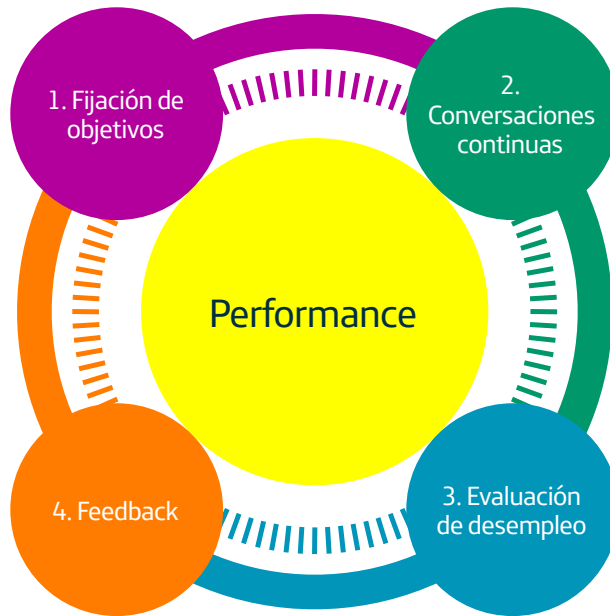 1. Fijación de
objetivos
2.
Conversaciones
continuas
Performance
4. Feedback
3. Evaluación
de desempleo